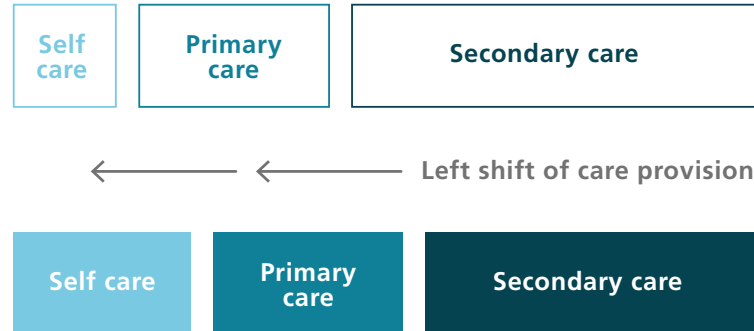 Self
care
Primary
care
Secondary care
Left shift of care provision
Self care
Primary
care
Secondary care